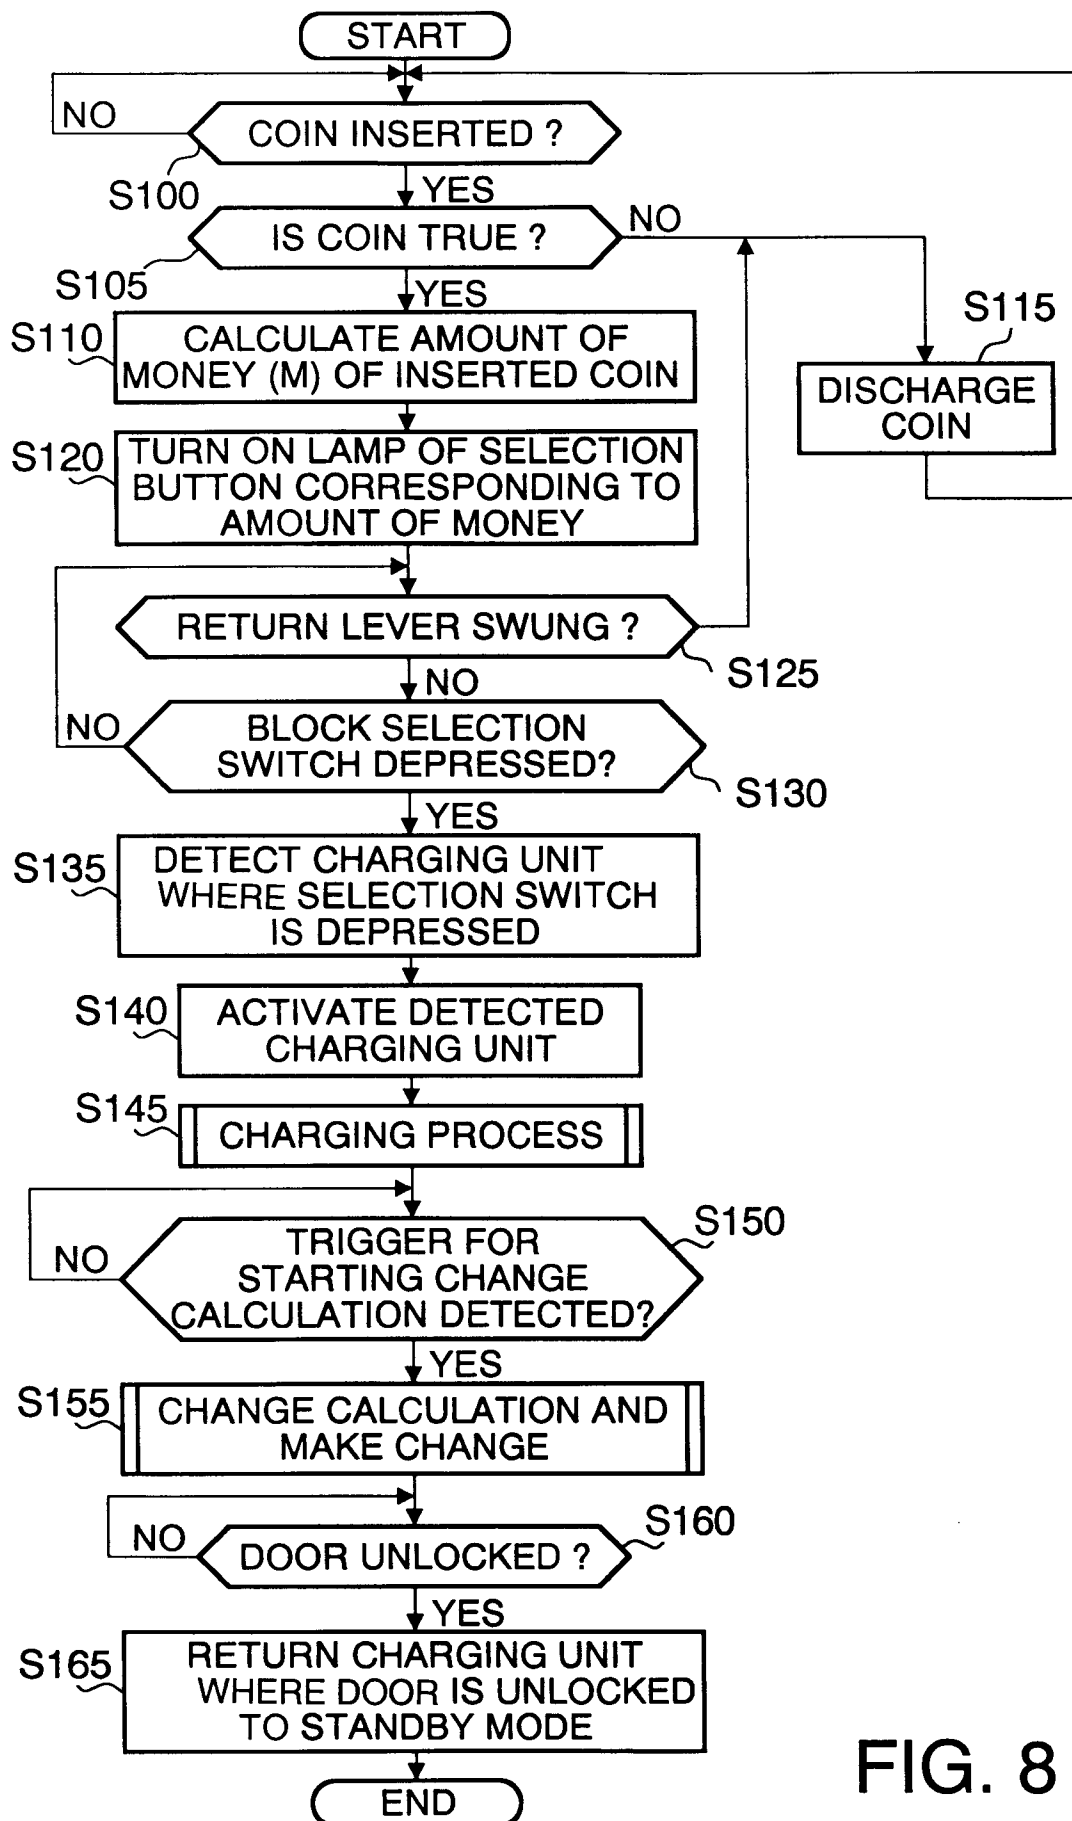 START
NO
COIN INSERTED ?
S100
YES
IS COIN TRUE ?
NO
S105
YES
S110
CALCULATE AMOUNT OF
MONEY (M) OF INSERTED COIN
S115
DISCHARGE
COIN
S120
TURN ON LAMP OF SELECTION
BUTTON CORRESPONDING TO
AMOUNT OF MONEY
RETURN LEVER SWUNG ?
S125
NO
NO
BLOCK SELECTION
SWITCH DEPRESSED?
S130
YES
S135
DETECT CHARGING UNIT
WHERE SELECTION SWITCH
IS DEPRESSED
S140
ACTIVATE DETECTED
CHARGING UNIT
S145
CHARGING PROCESS
S150
NO
TRIGGER FOR
STARTING CHANGE
CALCULATION DETECTED?
YES
S155
CHANGE CALCULATION AND
MAKE CHANGE
S160
NO
DOOR UNLOCKED ?
YES
S165
RETURN CHARGING UNIT
WHERE DOOR IS UNLOCKED
TO STANDBY MODE
END
FIG. 8